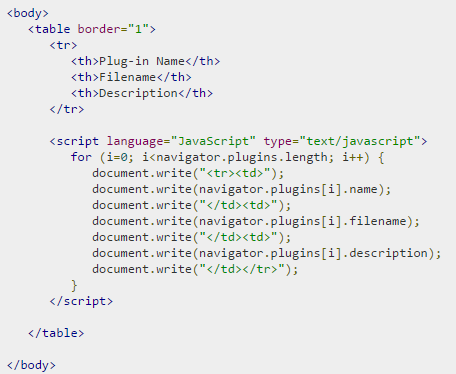 <body>
<table border="1">
<tr>
<th>Plug-in Name</th>
<th>Filename</th>
<th>Description</th>
</tr>
<script language="JavaScript" type="text/javascript">
for (i=0; i<navigator.plugins.length; i++) {
document.write("<tr><td>");
document.write(navigator.plugins[i].name);
document.write("</td><td>");
document.write(navigator.plugins[i].filename);
document.write("</td><td>");
document.write(navigator.plugins[i].description);
document.write("</td></tr>");
}
</script>
</table>
</body>